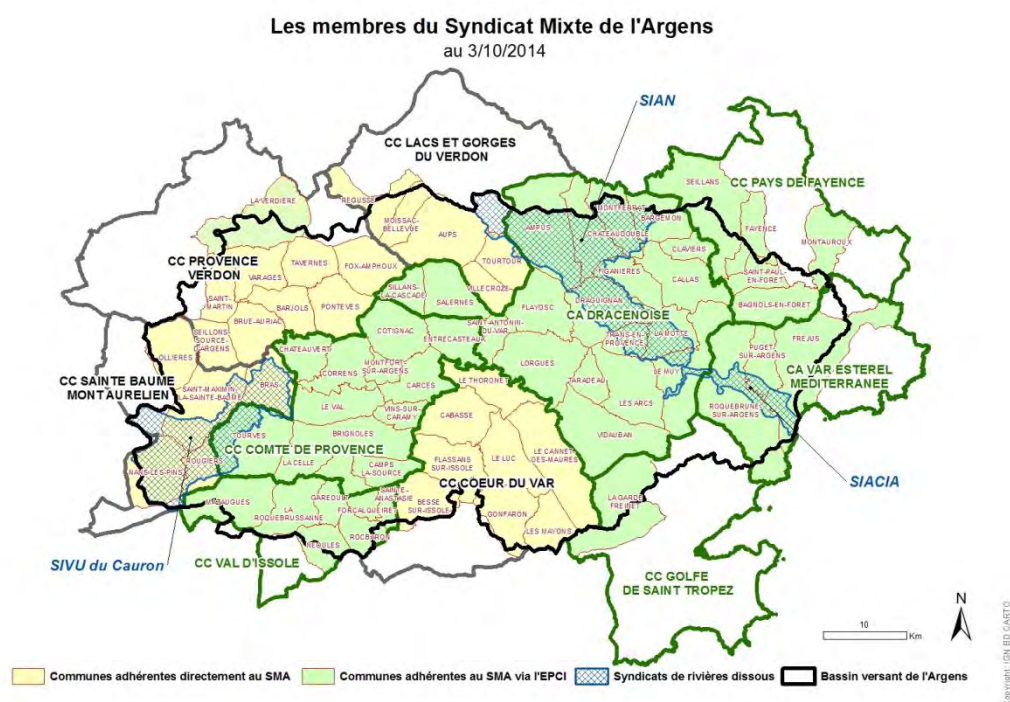 Les membres du Syndicat Mixte de l'Argens
au 3/10/2014
SIAN
CC LACS ET GORGES
DU VERDON
CC PAYS DE FAYENCE
SEILLANS
LA-VERDIERE
REGUSSE
MONTFERRAT
BARGEMON
MOISSAC-
BELLEVUE
AUPS
AMPUS
CHATEAUDOUBLE
FAYENCE
MONTAUROUX
CLAVIERS
CC PROVENCE
VERDON
TAVERNES
FOX-AMPHOUX
TOURTOUR
VARAGES
FIGANIERES
CALLAS
SAINT-PAUL-
EN-FORET
SILLANS-
LA-CASCADE
VILLECROZE
SAINT-
MARTIN
BARJOLS
PONTEVES
SALERNES
FLAYOSC
DRAGUIGNAN
BAGNOLS-EN-FORET
CA DRACENOISE
BRUE-AURIAC
COTIGNAC
SAINT-ANTONIN-
DU-VAR
SEILLONS-
SOURCE-
D'ARGENS
ENTRECASTEAUX
TRANS-EN-
PROVENCE
LA-MOTTE
FREJUS
PUGET-
SUR-ARGENS
OLLIERES
CHATEAUVERT
MONTFORT-
SUR-ARGENS
LORGUES
CA VAR ESTEREL
MEDITERRANEE
CC SAINTE BAUME
MONT AURELIEN
CORRENS
LE MUY
SAINT-MAXIMIN-
LA-SAINTE-BAUME
BRAS
LE THORONET
TARADEAU
CARCES
LE VAL
VINS-SUR-
CARAMY
CABASSE
LES ARCS
ROQUEBRUNE-
SUR-ARGENS
TOURVES
BRIGNOLES
VIDAUBAN
ROUGIERS
CC COMTE DE PROVENCE
LE LUC
LE CANNET-
DES-MAURES
NANS-LES-PINS
LA CELLE
CAMPS
LA-SOURCE
FLASSANS-
SUR-ISSOLE
CC COEUR DU VAR
SIACIA
MAZAUGUES
GAREOULT
SAINTE-
ANASTASIE
BESSE
SUR-ISSOLE
LA GARDE
FREINET
LA
ROQUEBRUSSANNE
FORCALQUEIRET
GONFARON
ROCBARON
LES MAYONS
NEOULES
SIVU du Cauron
CC VAL D'ISSOLE
CC GOLFE
DE SAINT TROPEZ
N
10
Km
Communes adhérentes directement au SMA
Communes adhérentes au SMA via l'EPCI
Syndicats de rivières dissous
Bassin versant de l'Argens
Copyright: IGN BD CARTO